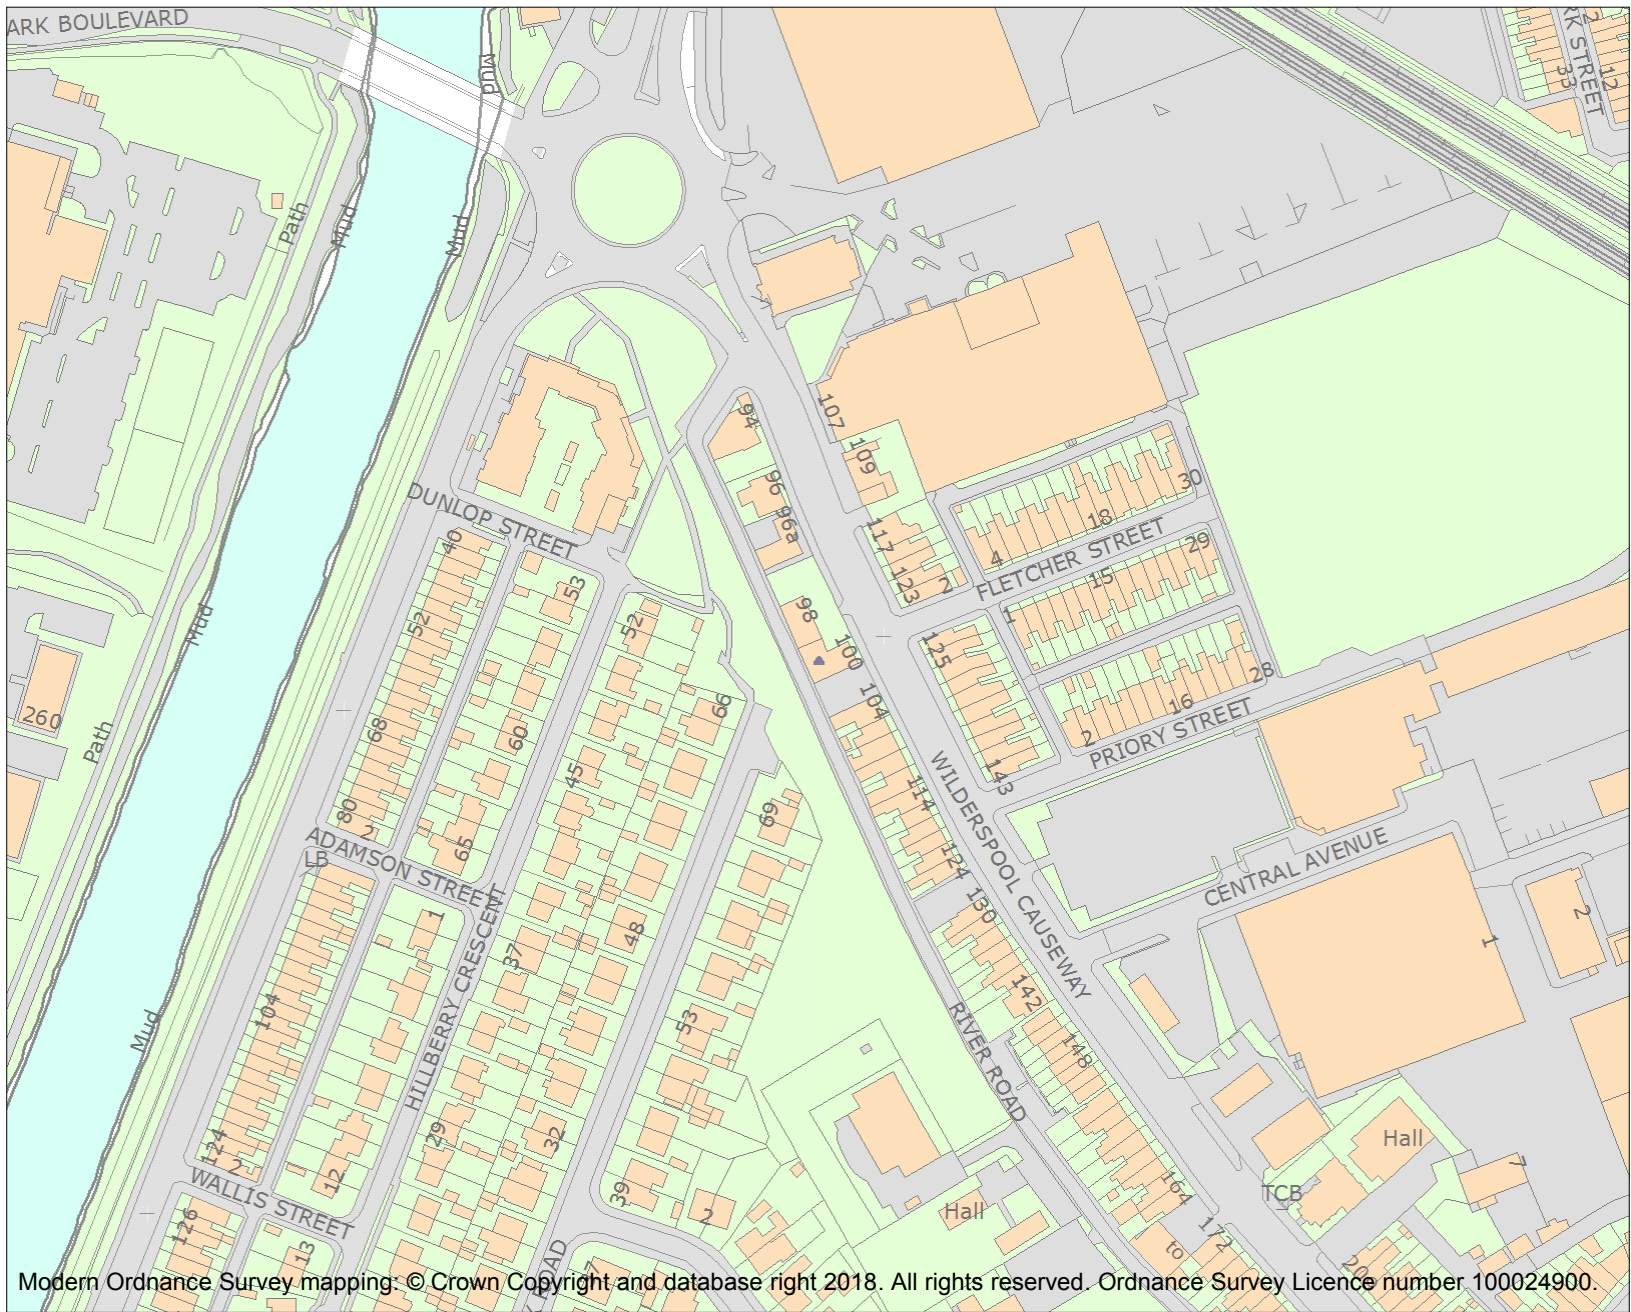 ARK BOULEVARD
Mud
RK STREET
2
12
33
Path
Mud
Mud
107
94
109
96
96a
30
18
DUNLOP STREET
117
4
FLETCHER STREET
29
40
123
2
15
53
1
52
52
98
Mud
125
100
28
104
66
16
260
68
60
2
PRIORY STREET
Path
45
143
WILDERSPOOL CAUSEWAY
114
80
69
2
ADAMSON STREET
65
LB
124
CENTRAL AVENUE
130
1
2
48
37
1
HILLBERRY CRESCENT
142
104
53
Mud
RIVER ROAD
148
124
2
29
32
Hall
7
WALLIS STREET
12
39
2
Hall
164
TCB
126
172
to
13
ROAD
Modern Ordnance Survey mapping: © Crown Copyright and database right 2018. All rights reserved. Ordnance Survey Licence number 100024900.